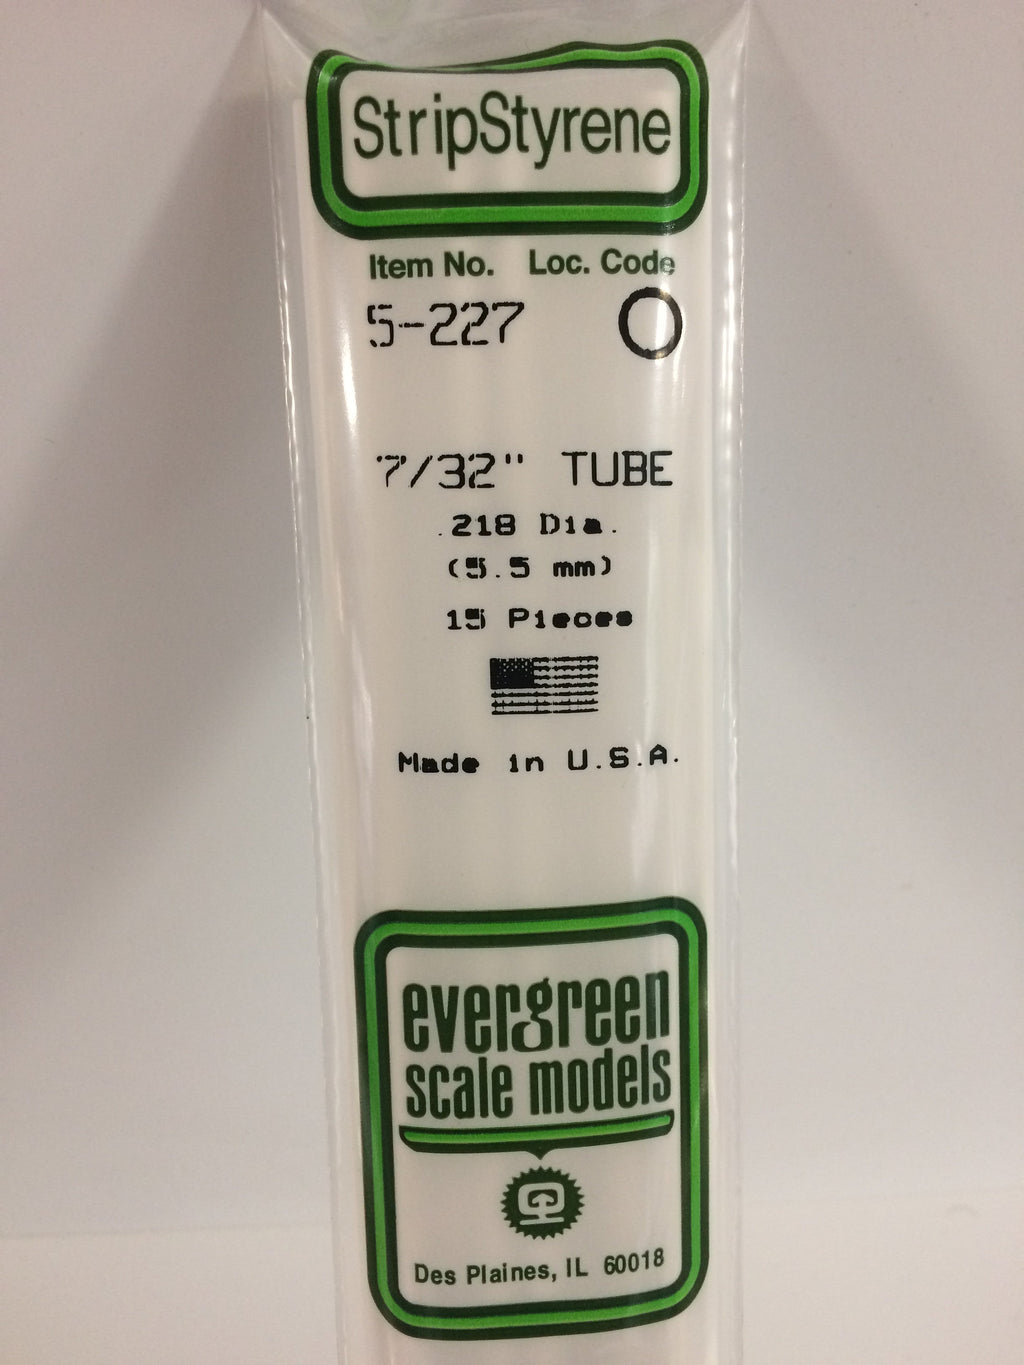 StripStyrene
Item No. Loc. Code
5-227 O
7/32" TUBE
.218 Dia.
(5.5 mm)
15 Pieces
Made in U.S.A.
evergreen
scale models
Des Plaines, IL 60018